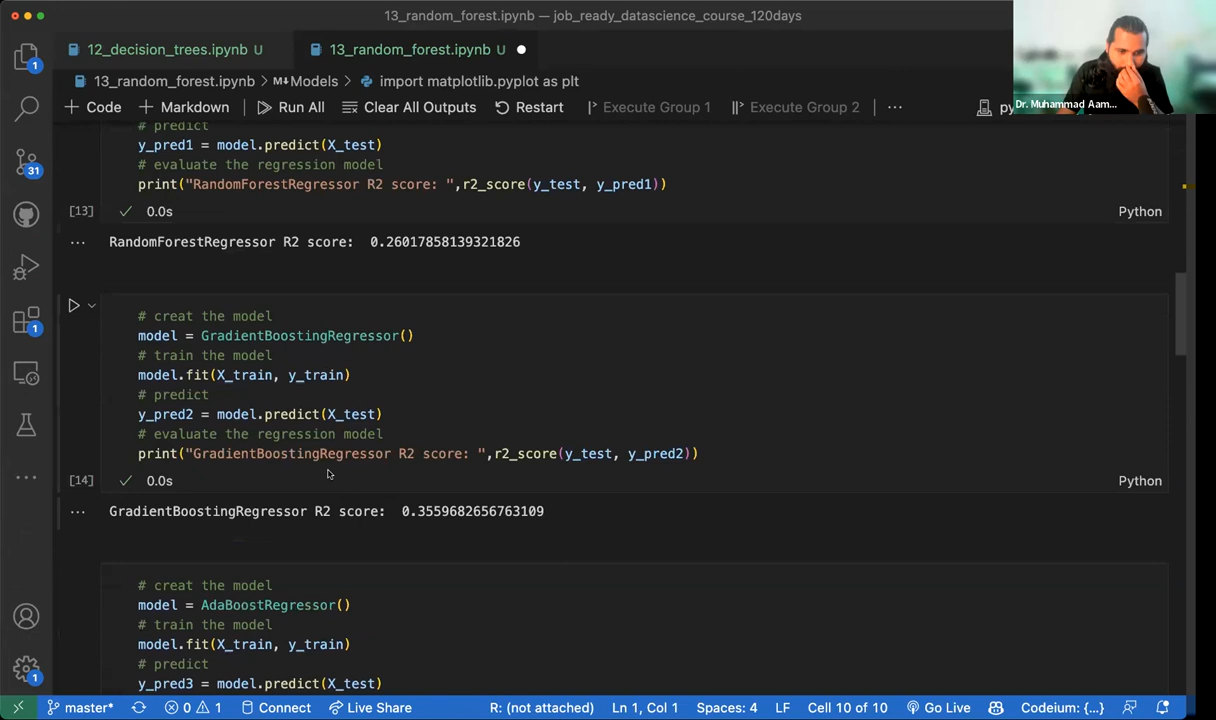 13_random_forest.ipynb — job_ready_datascience_course_120days
12_decision_trees.ipynb U
13_random_forest.ipynb U
13_random_forest.ipynb > M↓Models > import matplotlib.pyplot as plt
+ Code + Markdown Run All Clear All Outputs Restart Execute Group 1 Execute Group 2 ... py
Dr. Muhammad Aam...
1
31
1
1
# predict
y_pred1 = model.predict(X_test)
# evaluate the regression model
print("RandomForestRegressor R2 score: ",r2_score(y_test, y_pred1))
[13] ✓ 0.0s Python
... RandomForestRegressor R2 score: 0.26017858139321826
# creat the model
model = GradientBoostingRegressor()
# train the model
model.fit(X_train, y_train)
# predict
y_pred2 = model.predict(X_test)
# evaluate the regression model
print("GradientBoostingRegressor R2 score: ",r2_score(y_test, y_pred2))
[14] ✓ 0.0s Python
... GradientBoostingRegressor R2 score: 0.3559682656763109
# creat the model
model = AdaBoostRegressor()
# train the model
model.fit(X_train, y_train)
# predict
y_pred3 = model.predict(X_test)
master* 0 1 Connect Live Share R: (not attached) Ln 1, Col 1 Spaces: 4 LF Cell 10 of 10 Go Live Codeium: {...}